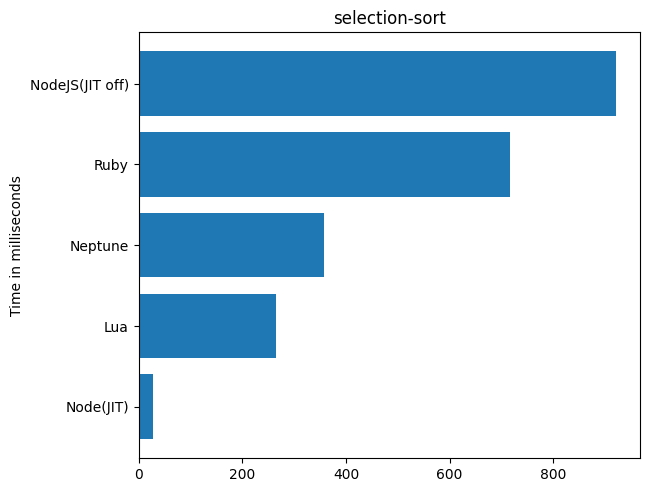 selection-sort
NodeJS(JIT off)
Ruby
Neptune
Lua
Node(JIT)
Time in milliseconds
0 200 400 600 800